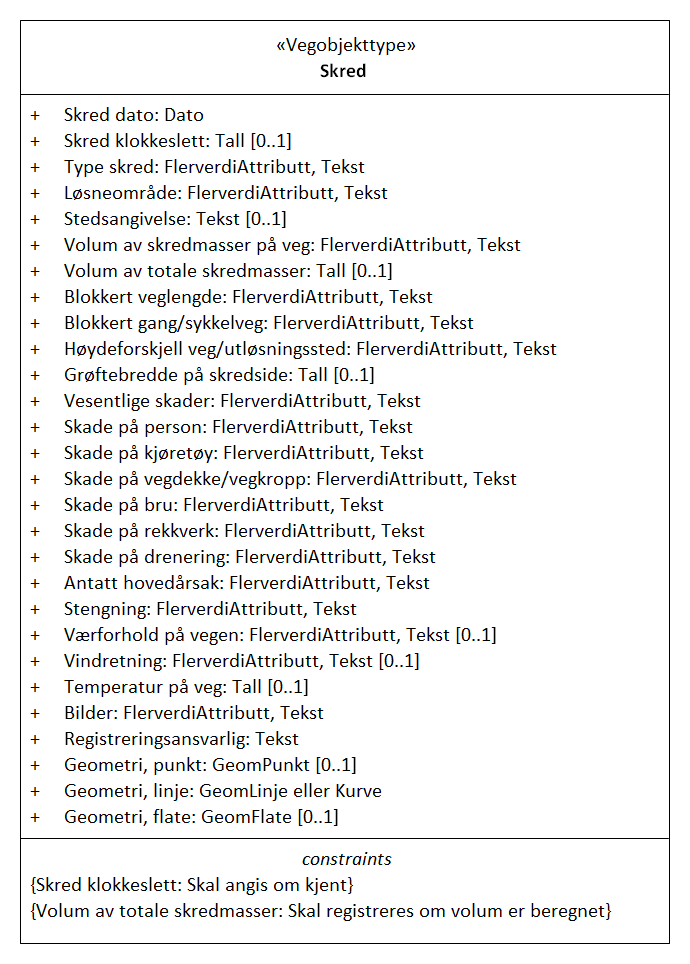 «Vegobjekttype»
Skred
+ Skred dato: Dato
+ Skred klokkeslett: Tall [0..1]
+ Type skred: FlerverdiAttributt, Tekst
+ Løsneområde: FlerverdiAttributt, Tekst
+ Stedsangivelse: Tekst [0..1]
+ Volum av skredmasser på veg: FlerverdiAttributt, Tekst
+ Volum av totale skredmasser: Tall [0..1]
+ Blokkert veglengde: FlerverdiAttributt, Tekst
+ Blokkert gang/sykkelveg: FlerverdiAttributt, Tekst
+ Høydeforskjell veg/utløsningssted: FlerverdiAttributt, Tekst
+ Grøftebredde på skredside: Tall [0..1]
+ Vesentlige skader: FlerverdiAttributt, Tekst
+ Skade på person: FlerverdiAttributt, Tekst
+ Skade på kjøretøy: FlerverdiAttributt, Tekst
+ Skade på vegdekke/vegkropp: FlerverdiAttributt, Tekst
+ Skade på bru: FlerverdiAttributt, Tekst
+ Skade på rekkverk: FlerverdiAttributt, Tekst
+ Skade på drenering: FlerverdiAttributt, Tekst
+ Antatt hovedårsak: FlerverdiAttributt, Tekst
+ Stengning: FlerverdiAttributt, Tekst
+ Værforhold på vegen: FlerverdiAttributt, Tekst [0..1]
+ Vindretning: FlerverdiAttributt, Tekst [0..1]
+ Temperatur på veg: Tall [0..1]
+ Bilder: FlerverdiAttributt, Tekst
+ Registreringsansvarlig: Tekst
+ Geometri, punkt: GeomPunkt [0..1]
+ Geometri, linje: GeomLinje eller Kurve
+ Geometri, flate: GeomFlate [0..1]
constraints
{Skred klokkeslett: Skal angis om kjent}
{Volum av totale skredmasser: Skal registreres om volum er beregnet}